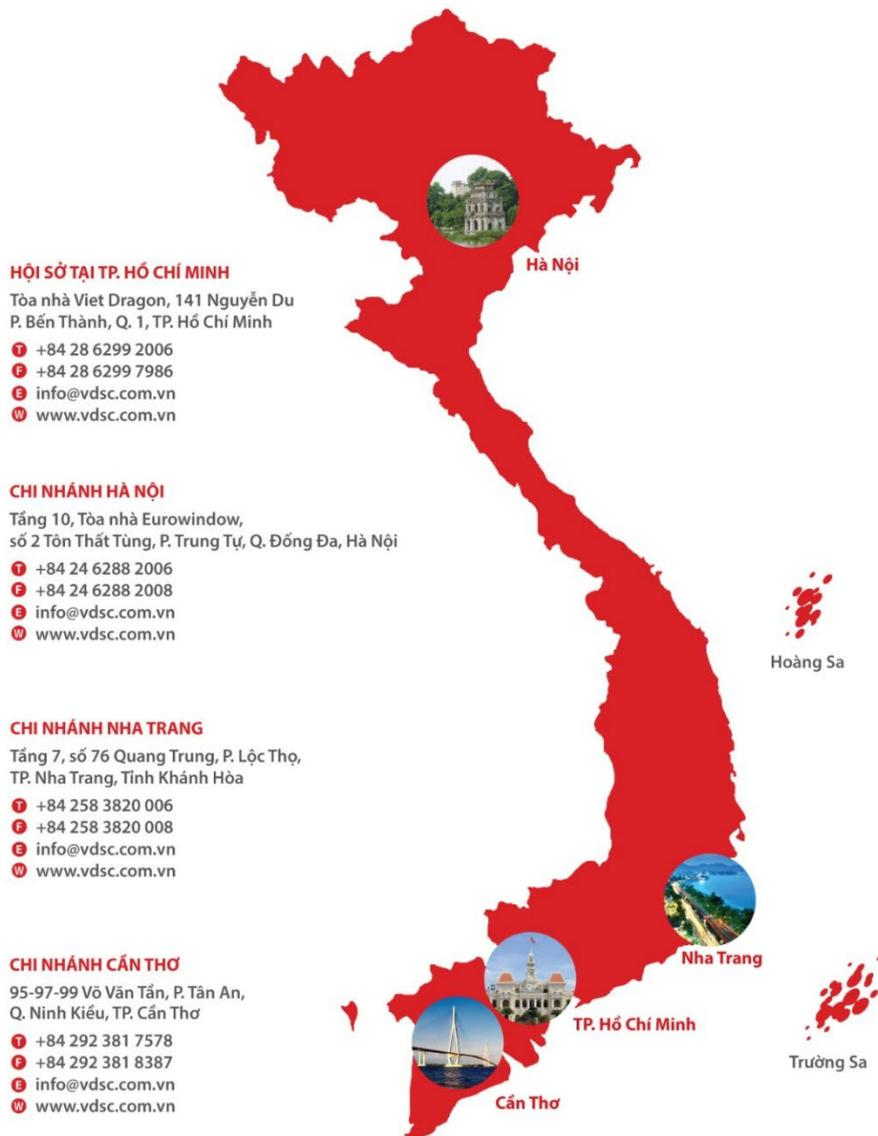 HỘI SỞ TẠI TP. HỒ CHÍ MINH
Tòa nhà Viet Dragon, 141 Nguyễn Du
P. Bến Thành, Q. 1, TP. Hồ Chí Minh
T +84 28 6299 2006
F +84 28 6299 7986
E info@vdsc.com.vn
W www.vdsc.com.vn
CHI NHÁNH HÀ NỘI
Tầng 10, Tòa nhà Eurowindow,
số 2 Tôn Thất Tùng, P. Trung Tự, Q. Đống Đa, Hà Nội
T +84 24 6288 2006
F +84 24 6288 2008
E info@vdsc.com.vn
W www.vdsc.com.vn
CHI NHÁNH NHA TRANG
Tầng 7, số 76 Quang Trung, P. Lộc Thọ,
TP. Nha Trang, Tỉnh Khánh Hòa
T +84 258 3820 006
F +84 258 3820 008
E info@vdsc.com.vn
W www.vdsc.com.vn
CHI NHÁNH CẦN THƠ
95-97-99 Võ Văn Tần, P. Tân An,
Q. Ninh Kiều, TP. Cần Thơ
T +84 292 381 7578
F +84 292 381 8387
E info@vdsc.com.vn
W www.vdsc.com.vn
Hà Nội
Hoàng Sa
Nha Trang
TP. Hồ Chí Minh
Trường Sa
Cần Thơ